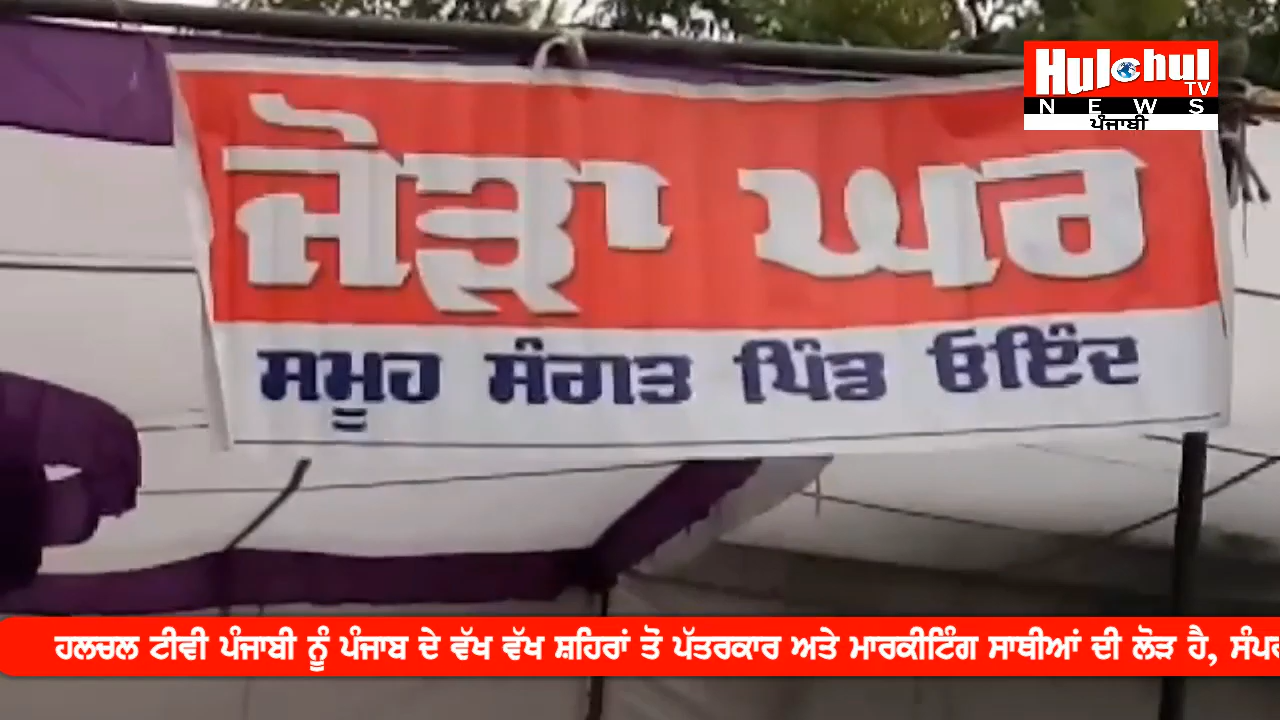 Hulchul
TV
NEWS
ਪੰਜਾਬੀ
ਜੋੜਾ ਘਰ
ਸਮੂਹ ਸੰਗਤ ਪਿੰਡ ਓਇੰਦ
ਹਲਚਲ ਟੀਵੀ ਪੰਜਾਬੀ ਨੂੰ ਪੰਜਾਬ ਦੇ ਵੱਖ ਵੱਖ ਸ਼ਹਿਰਾਂ ਤੋਂ ਪੱਤਰਕਾਰ ਅਤੇ ਮਾਰਕੀਟਿੰਗ ਸਾਥੀਆਂ ਦੀ ਲੋੜ ਹੈ,